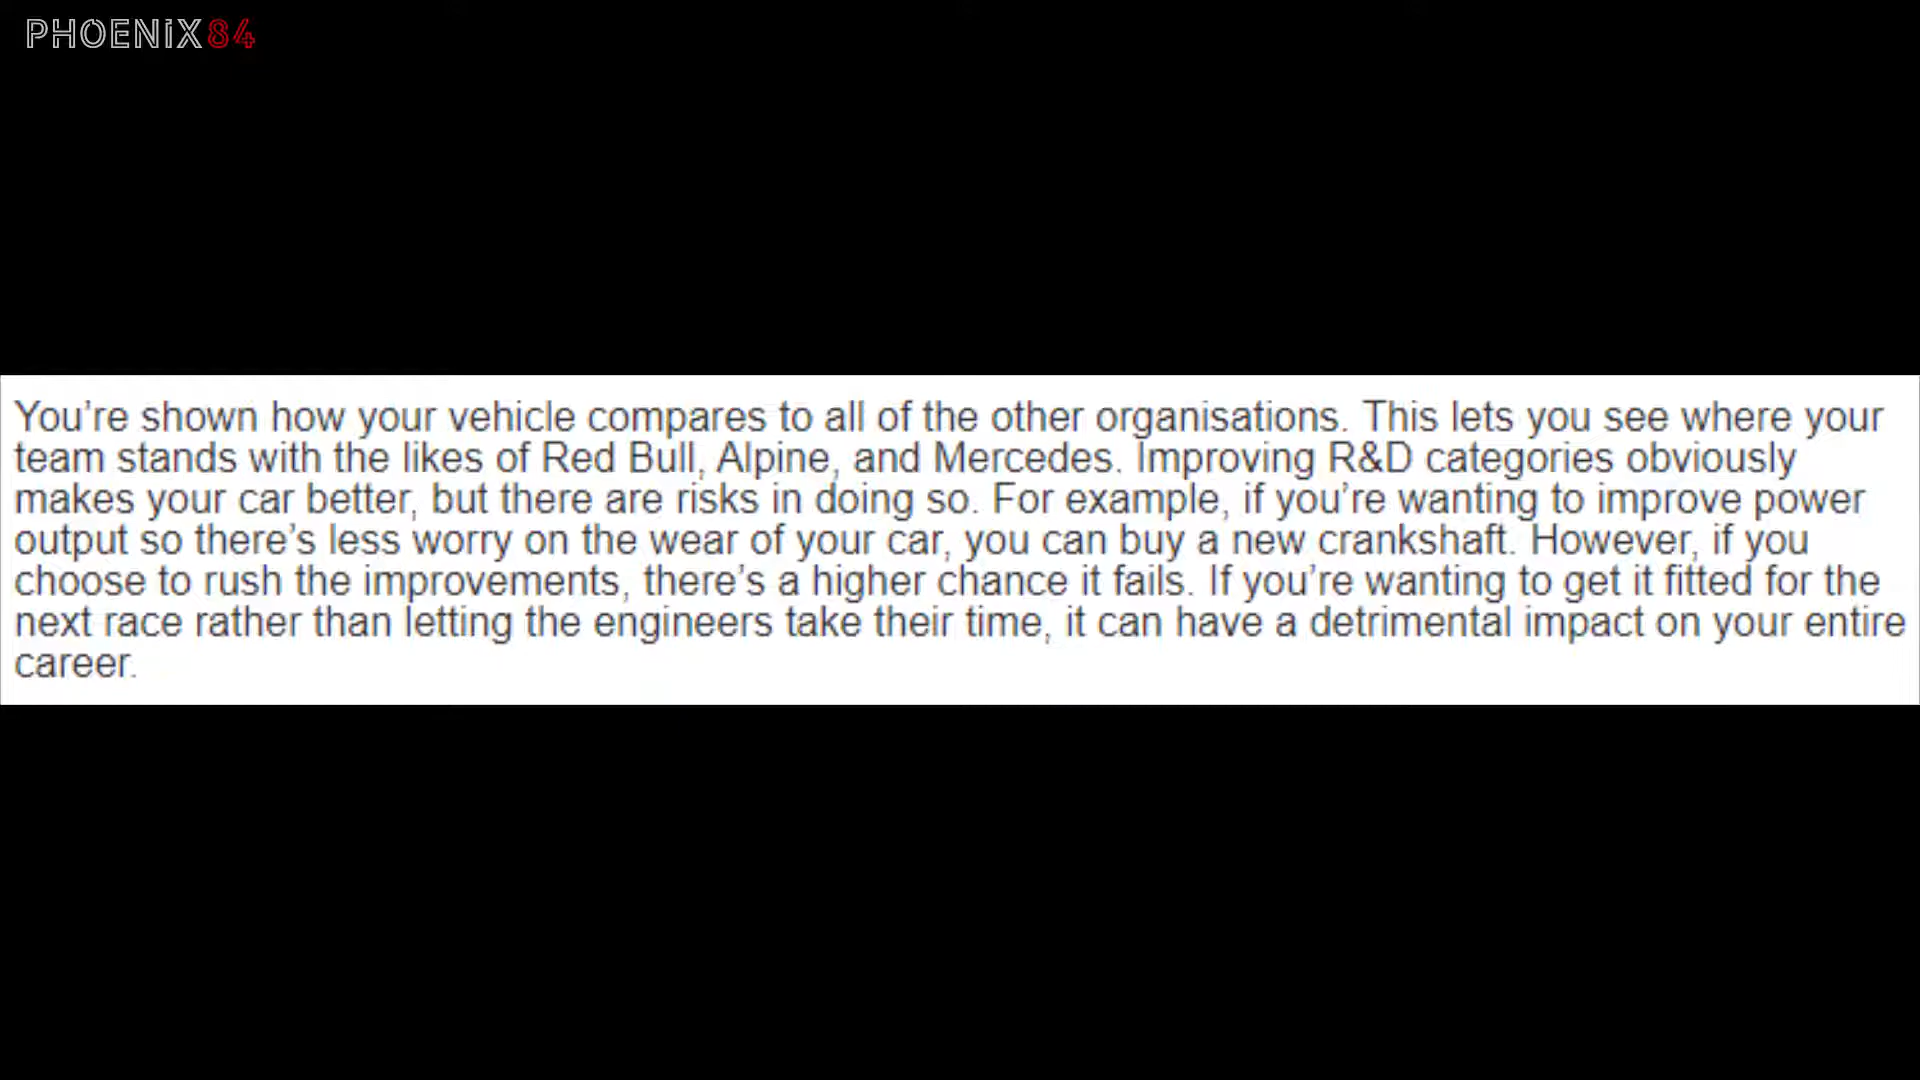 PHOENiX84
You’re shown how your vehicle compares to all of the other organisations. This lets you see where your
team stands with the likes of Red Bull, Alpine, and Mercedes. Improving R&D categories obviously
makes your car better, but there are risks in doing so. For example, if you’re wanting to improve power
output so there’s less worry on the wear of your car, you can buy a new crankshaft. However, if you
choose to rush the improvements, there’s a higher chance it fails. If you’re wanting to get it fitted for the
next race rather than letting the engineers take their time, it can have a detrimental impact on your entire
career.